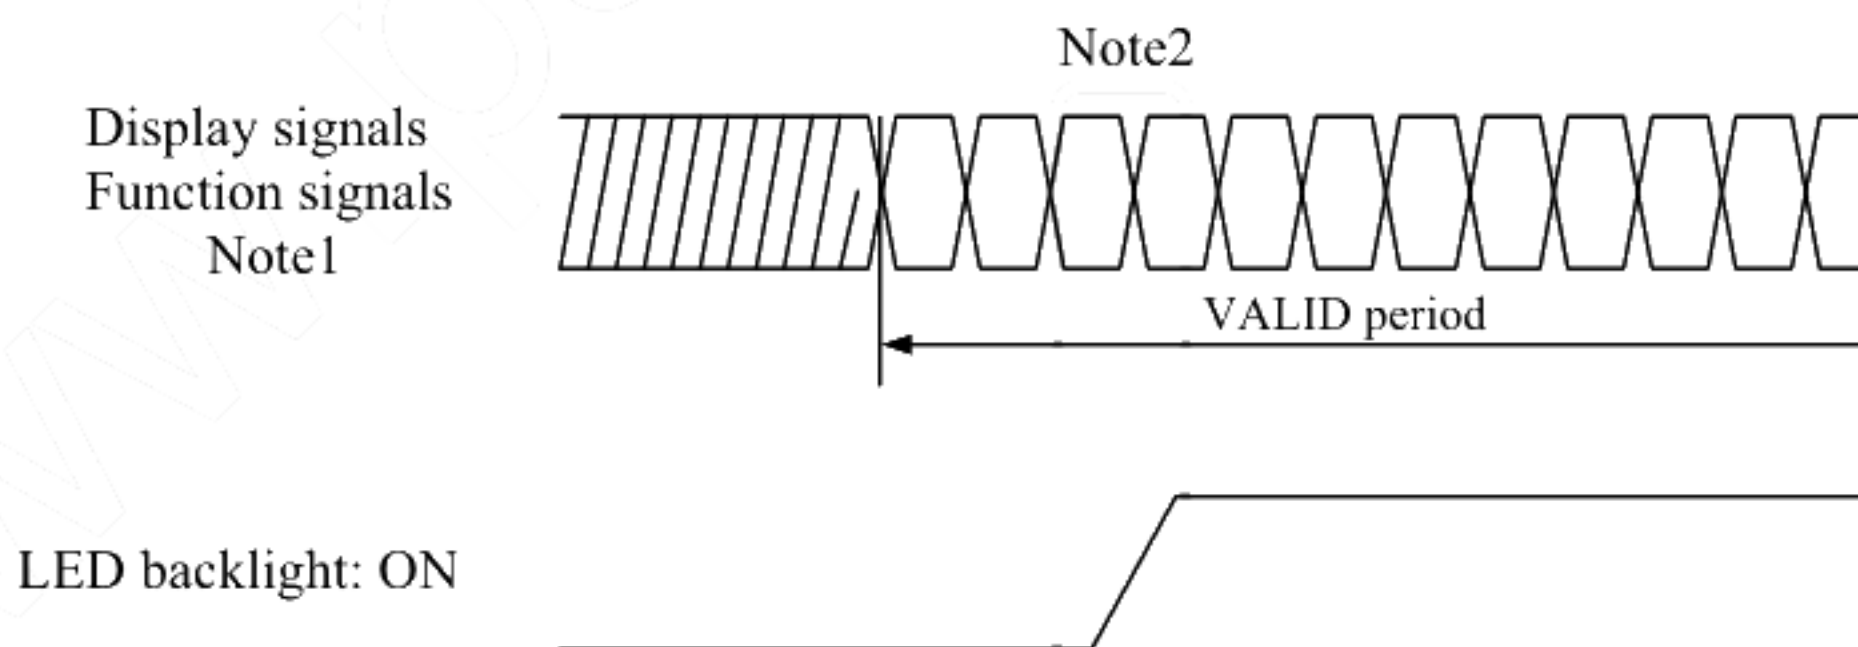 Note2
Display signals
Function signals
Note1
VALID period
LED backlight: ON